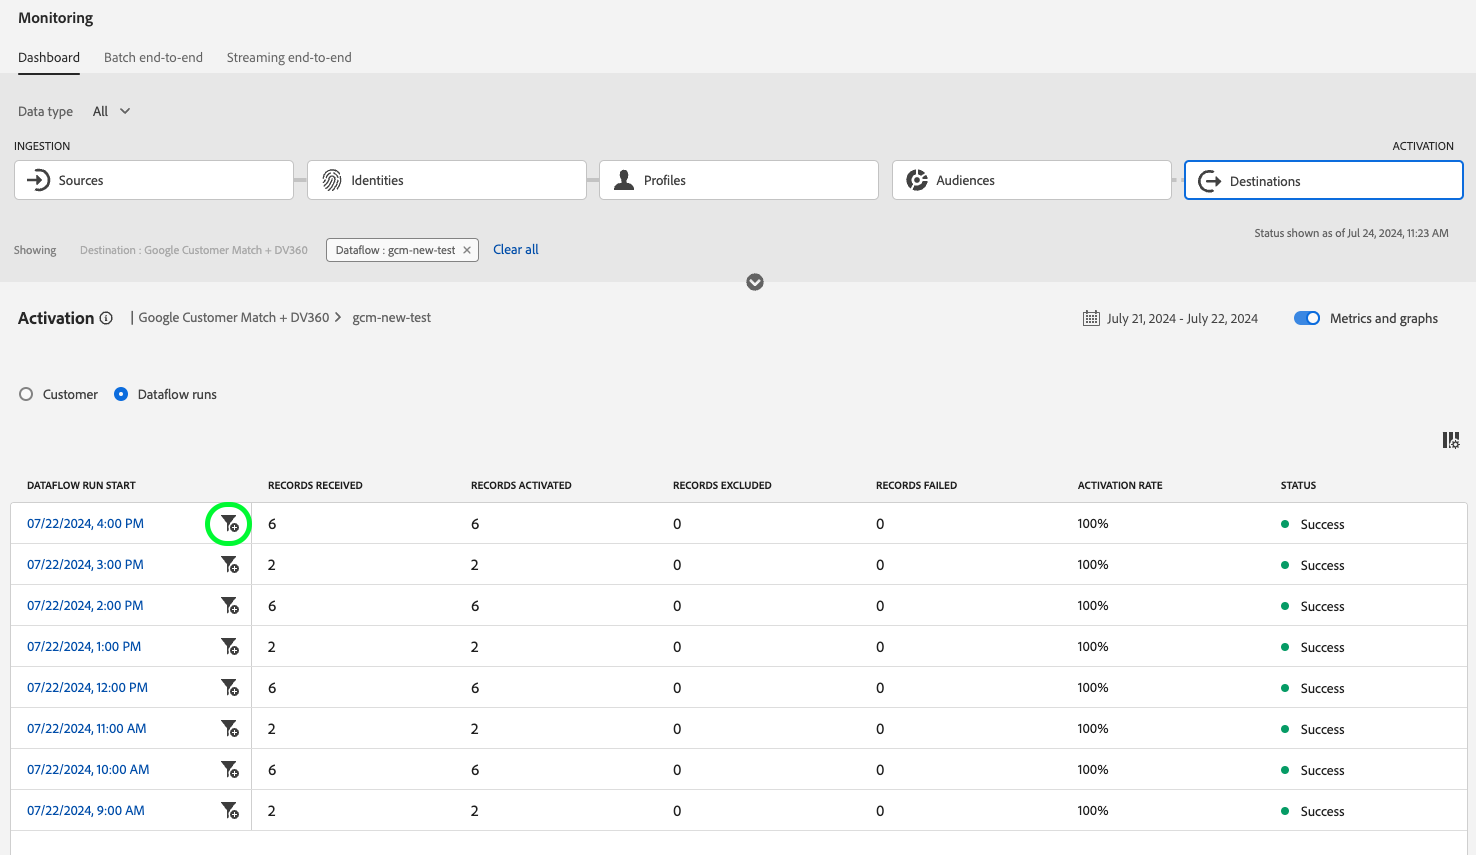 Monitoring
Dashboard Batch end-to-end Streaming end-to-end
Data type All
INGESTION ACTIVATION
Sources Identities Profiles Audiences Destinations
Status shown as of Jul 24, 2024, 11:23 AM
Showing Destination : Google Customer Match + DV360 Dataflow : gcm-new-test × Clear all
Activation | Google Customer Match + DV360 > gcm-new-test July 21, 2024 - July 22, 2024 Metrics and graphs
Customer Dataflow runs
DATAFLOW RUN START RECORDS RECEIVED RECORDS ACTIVATED RECORDS EXCLUDED RECORDS FAILED ACTIVATION RATE STATUS
07/22/2024, 4:00 PM 6 6 0 0 100% Success
07/22/2024, 3:00 PM 2 2 0 0 100% Success
07/22/2024, 2:00 PM 6 6 0 0 100% Success
07/22/2024, 1:00 PM 2 2 0 0 100% Success
07/22/2024, 12:00 PM 6 6 0 0 100% Success
07/22/2024, 11:00 AM 2 2 0 0 100% Success
07/22/2024, 10:00 AM 6 6 0 0 100% Success
07/22/2024, 9:00 AM 2 2 0 0 100% Success